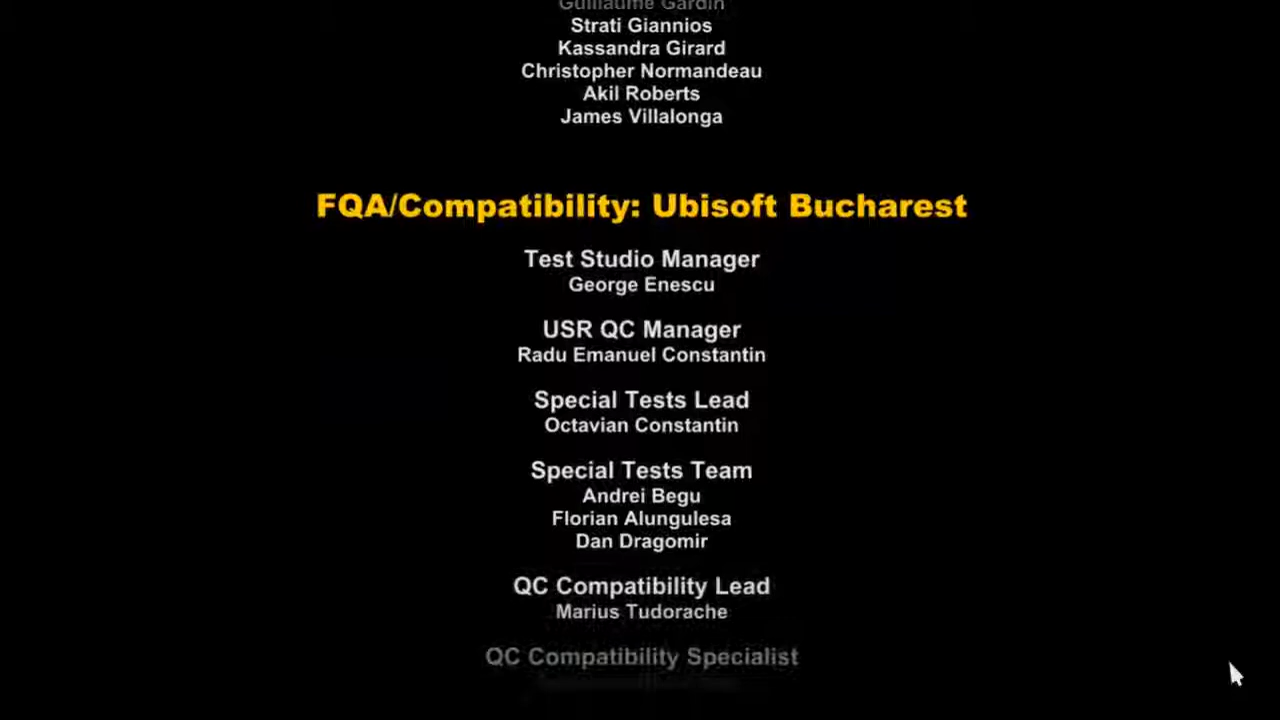 Guillaume Gardin
Strati Giannios
Kassandra Girard
Christopher Normandeau
Akil Roberts
James Villalonga
FQA/Compatibility: Ubisoft Bucharest
Test Studio Manager
George Enescu
USR QC Manager
Radu Emanuel Constantin
Special Tests Lead
Octavian Constantin
Special Tests Team
Andrei Begu
Florian Alungulesa
Dan Dragomir
QC Compatibility Lead
Marius Tudorache
QC Compatibility Specialist